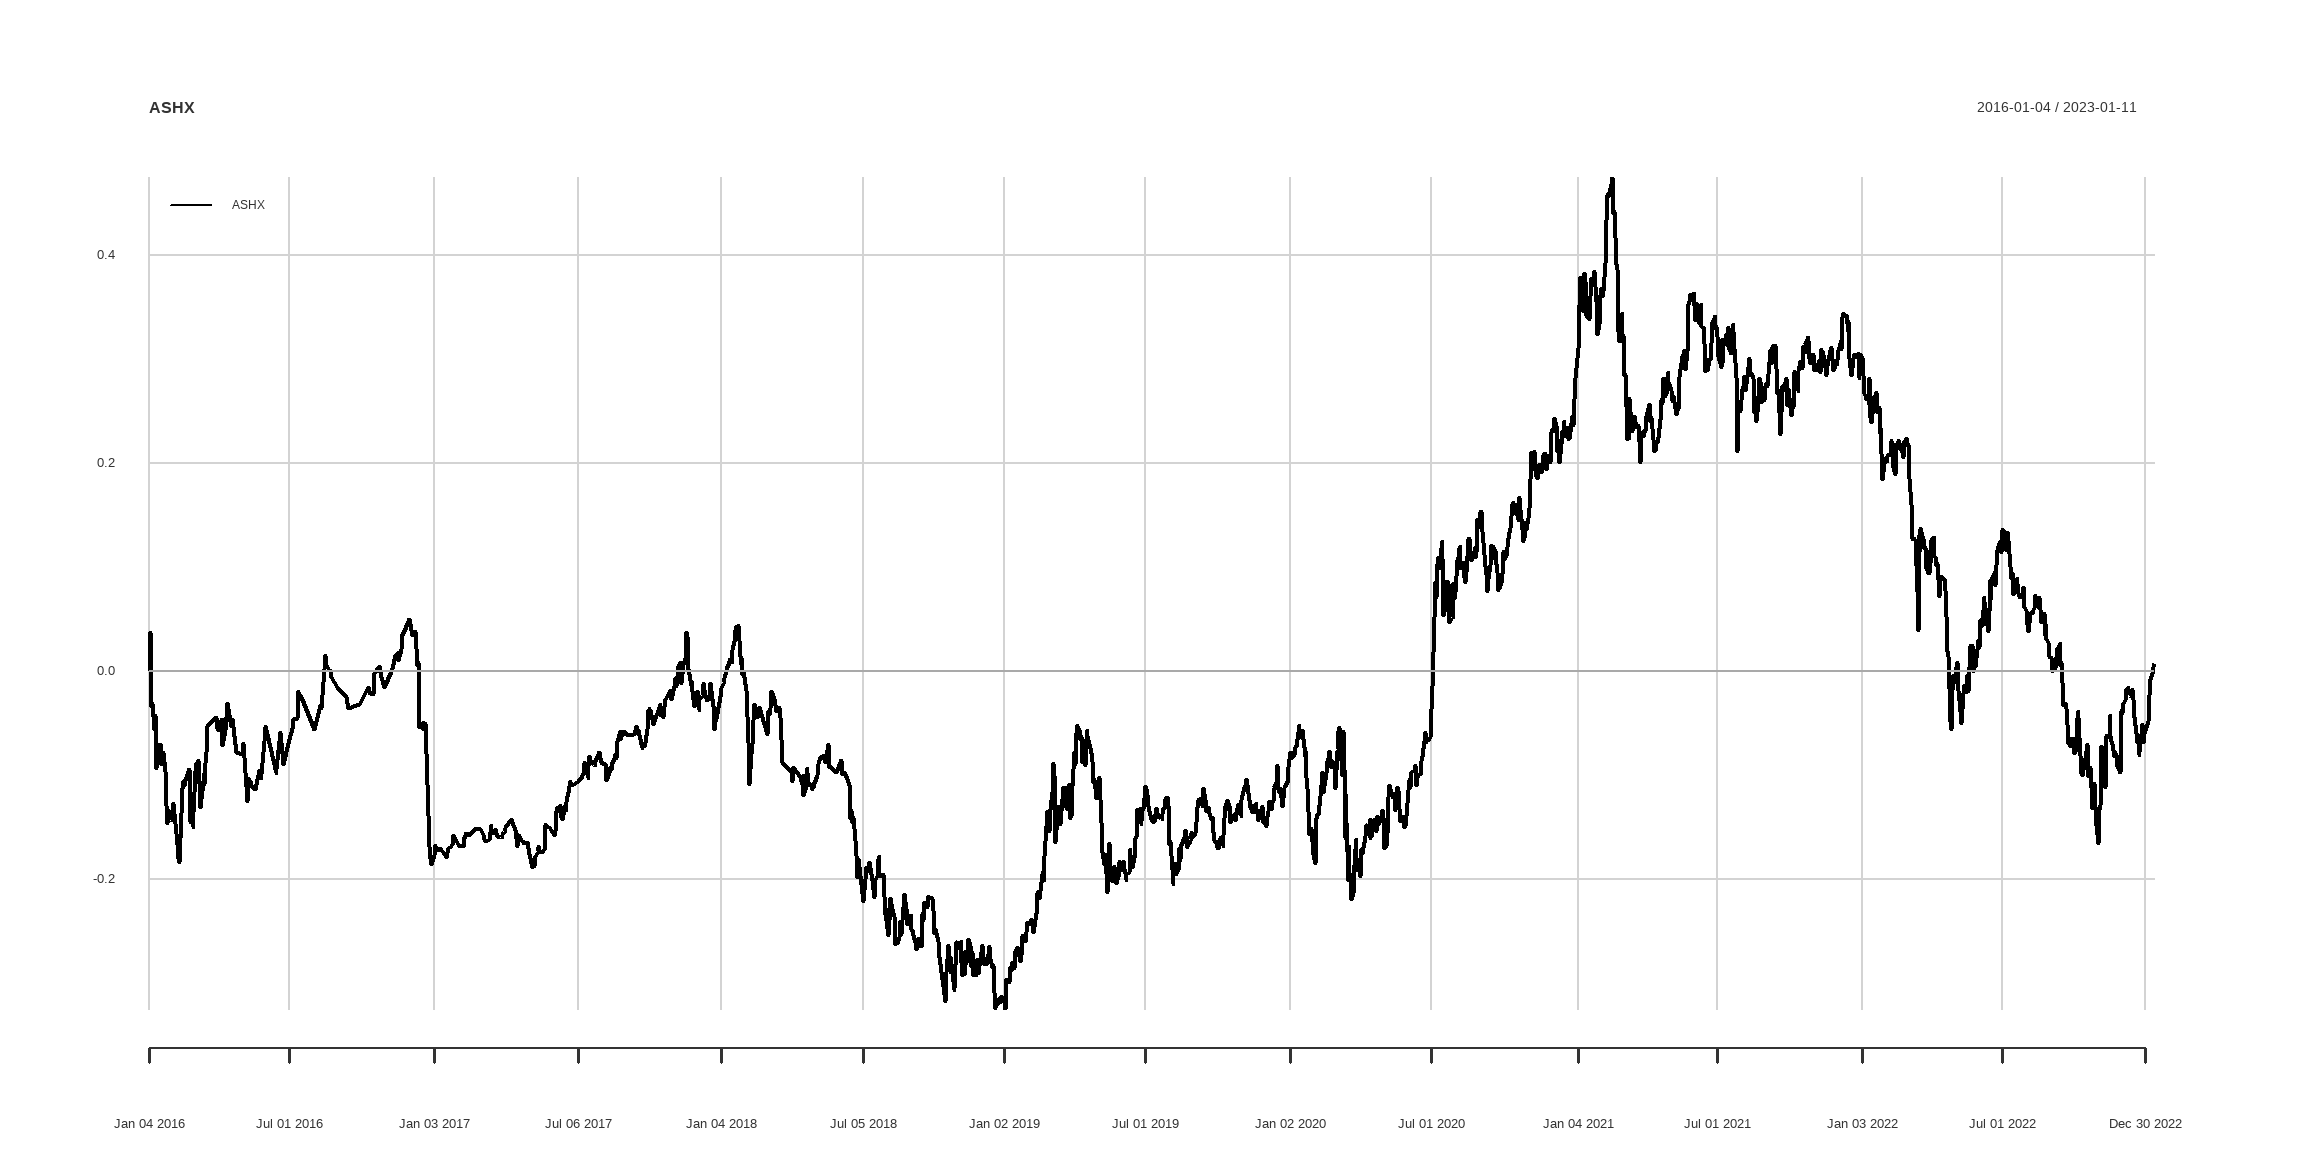 ASHX
2016-01-04 / 2023-01-11
ASHX
0.4
0.2
0.0
-0.2
Jan 04 2016
Jul 01 2016
Jan 03 2017
Jul 06 2017
Jan 04 2018
Jul 05 2018
Jan 02 2019
Jul 01 2019
Jan 02 2020
Jul 01 2020
Jan 04 2021
Jul 01 2021
Jan 03 2022
Jul 01 2022
Dec 30 2022